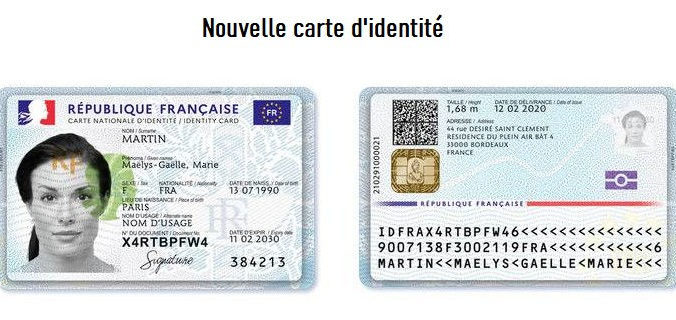 Nouvelle carte d'identité
RÉPUBLIQUE FRANÇAISE
CARTE NATIONALE D'IDENTITÉ / IDENTITY CARD
FR
RF
NOM / Surname
MARTIN
Prénoms / Given names
Maëlys-Gaëlle, Marie
SEXE / Sex NATIONALITÉ / Nationality DATE DE NAISS. / Date of birth
F FRA 13 07 1990
LIEU DE NAISSANCE / Place of birth
PARIS
NOM D'USAGE / Alternate name
NOM D'USAGE
N° DU DOCUMENT / Document No DATE D'EXPIR. / Expiry date
X4RTBPFW4 11 02 2030
Signature
384213
TAILLE / Height DATE DE DÉLIVRANCE / Date of issue
1,68 m 12 02 2020
ADRESSE / Address
44 rue DESIRÉ SAINT CLEMENT
RÉSIDENCE DU PLEIN AIR BÂT 4
33000 BORDEAUX
FRANCE
210291000021
RÉPUBLIQUE FRANÇAISE
IDFRAX4RTBPFW46<<<<<<<<<<<<<<<
9007138F3002119FRA<<<<<<<<<<<6
MARTIN<<MAELYS<GAELLE<MARIE<<<